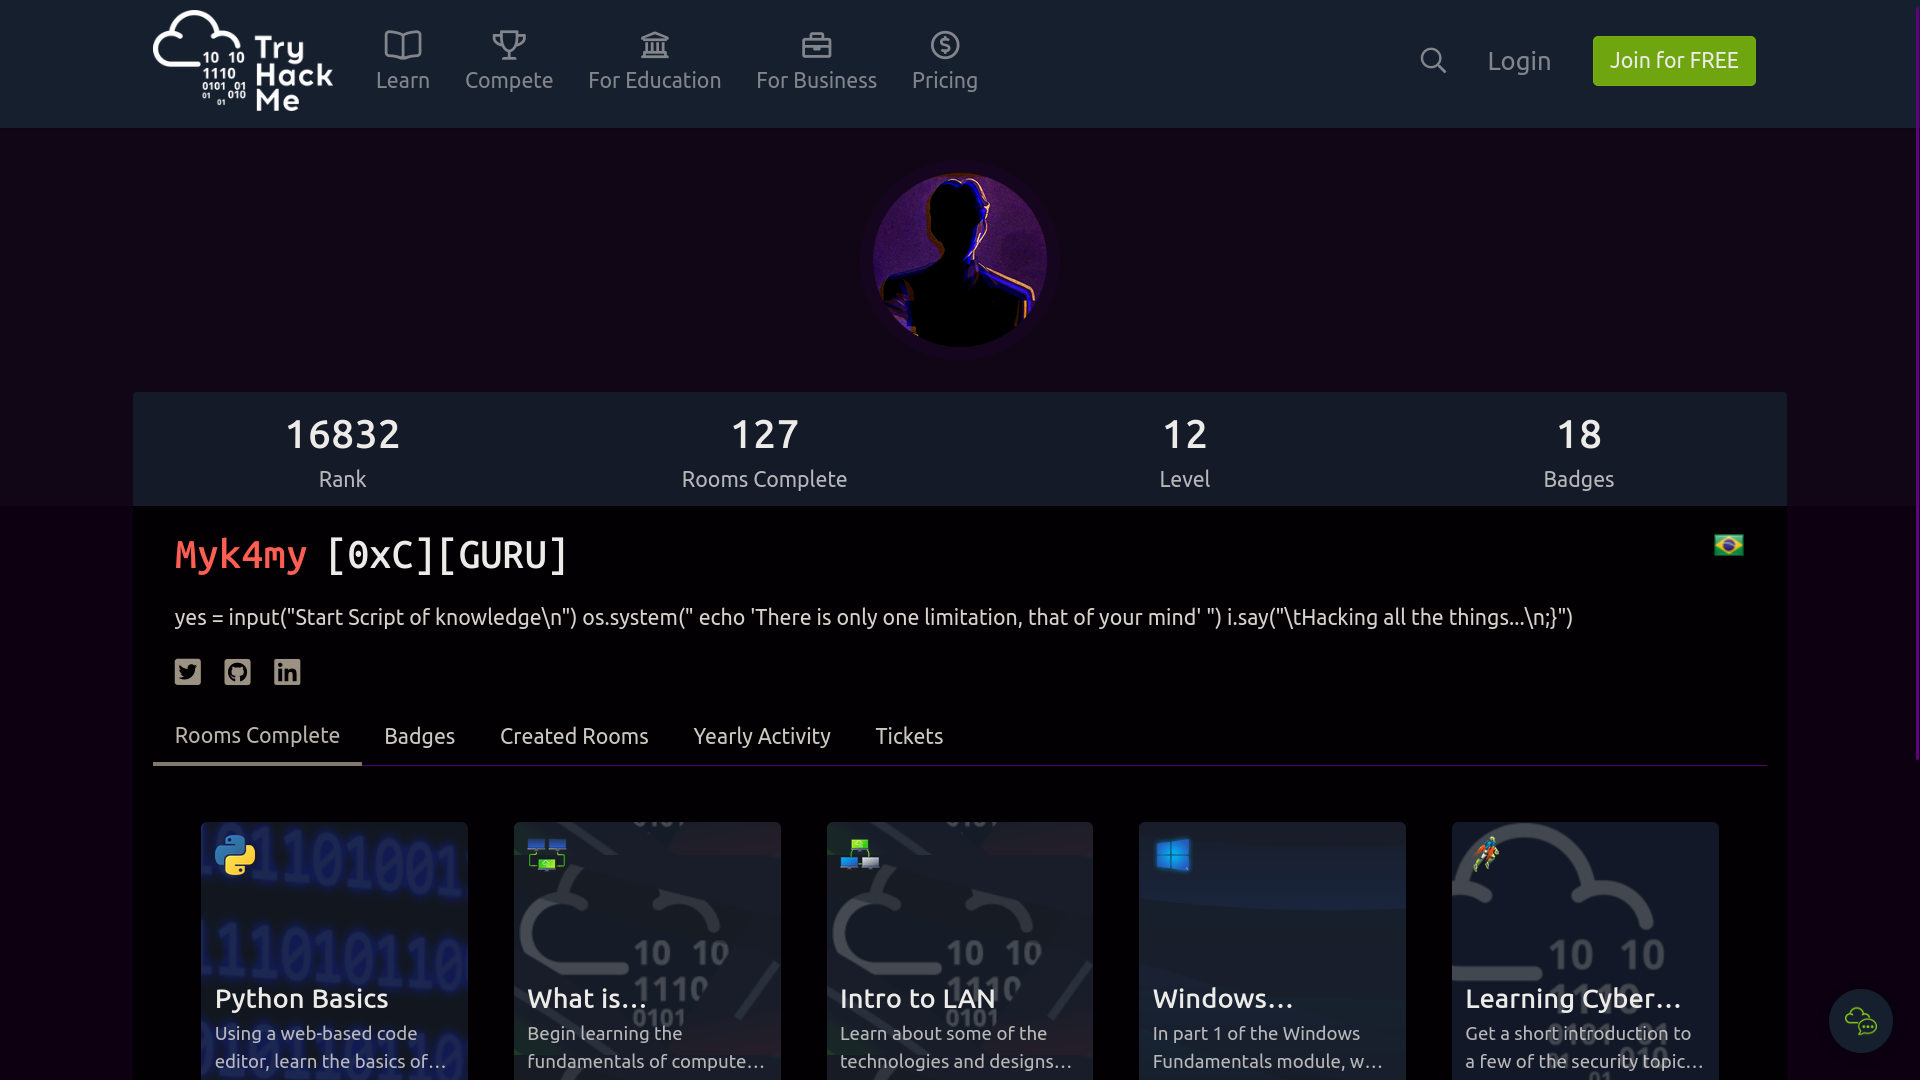 Try Hack Me
Learn
Compete
For Education
For Business
Pricing
Login
Join for FREE
16832
Rank
127
Rooms Complete
12
Level
18
Badges
Myk4my [0xC][GURU]
yes = input("Start Script of knowledge\n") os.system(" echo 'There is only one limitation, that of your mind' ") i.say("\tHacking all the things...\n;}")
Rooms Complete
Badges
Created Rooms
Yearly Activity
Tickets
Python Basics
Using a web-based code
editor, learn the basics of…
What is…
Begin learning the
fundamentals of compute…
Intro to LAN
Learn about some of the
technologies and designs…
Windows…
In part 1 of the Windows
Fundamentals module, w…
Learning Cyber…
Get a short introduction to
a few of the security topic…